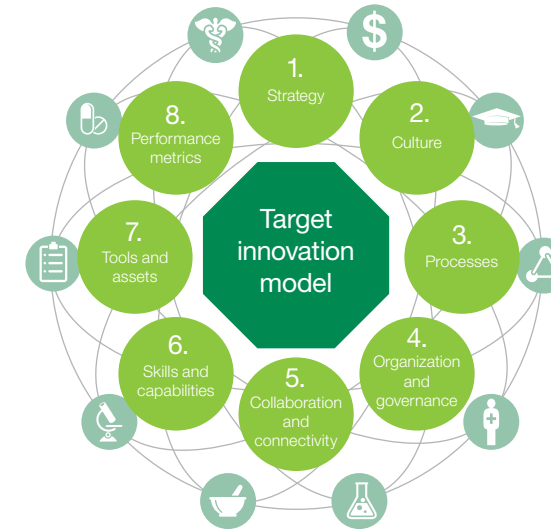 1.
Strategy
2.
Culture
3.
Processes
4.
Organization
and
governance
5.
Collaboration
and
connectivity
6.
Skills and
capabilities
7.
Tools and
assets
8.
Performance
metrics
Target
innovation
model
$